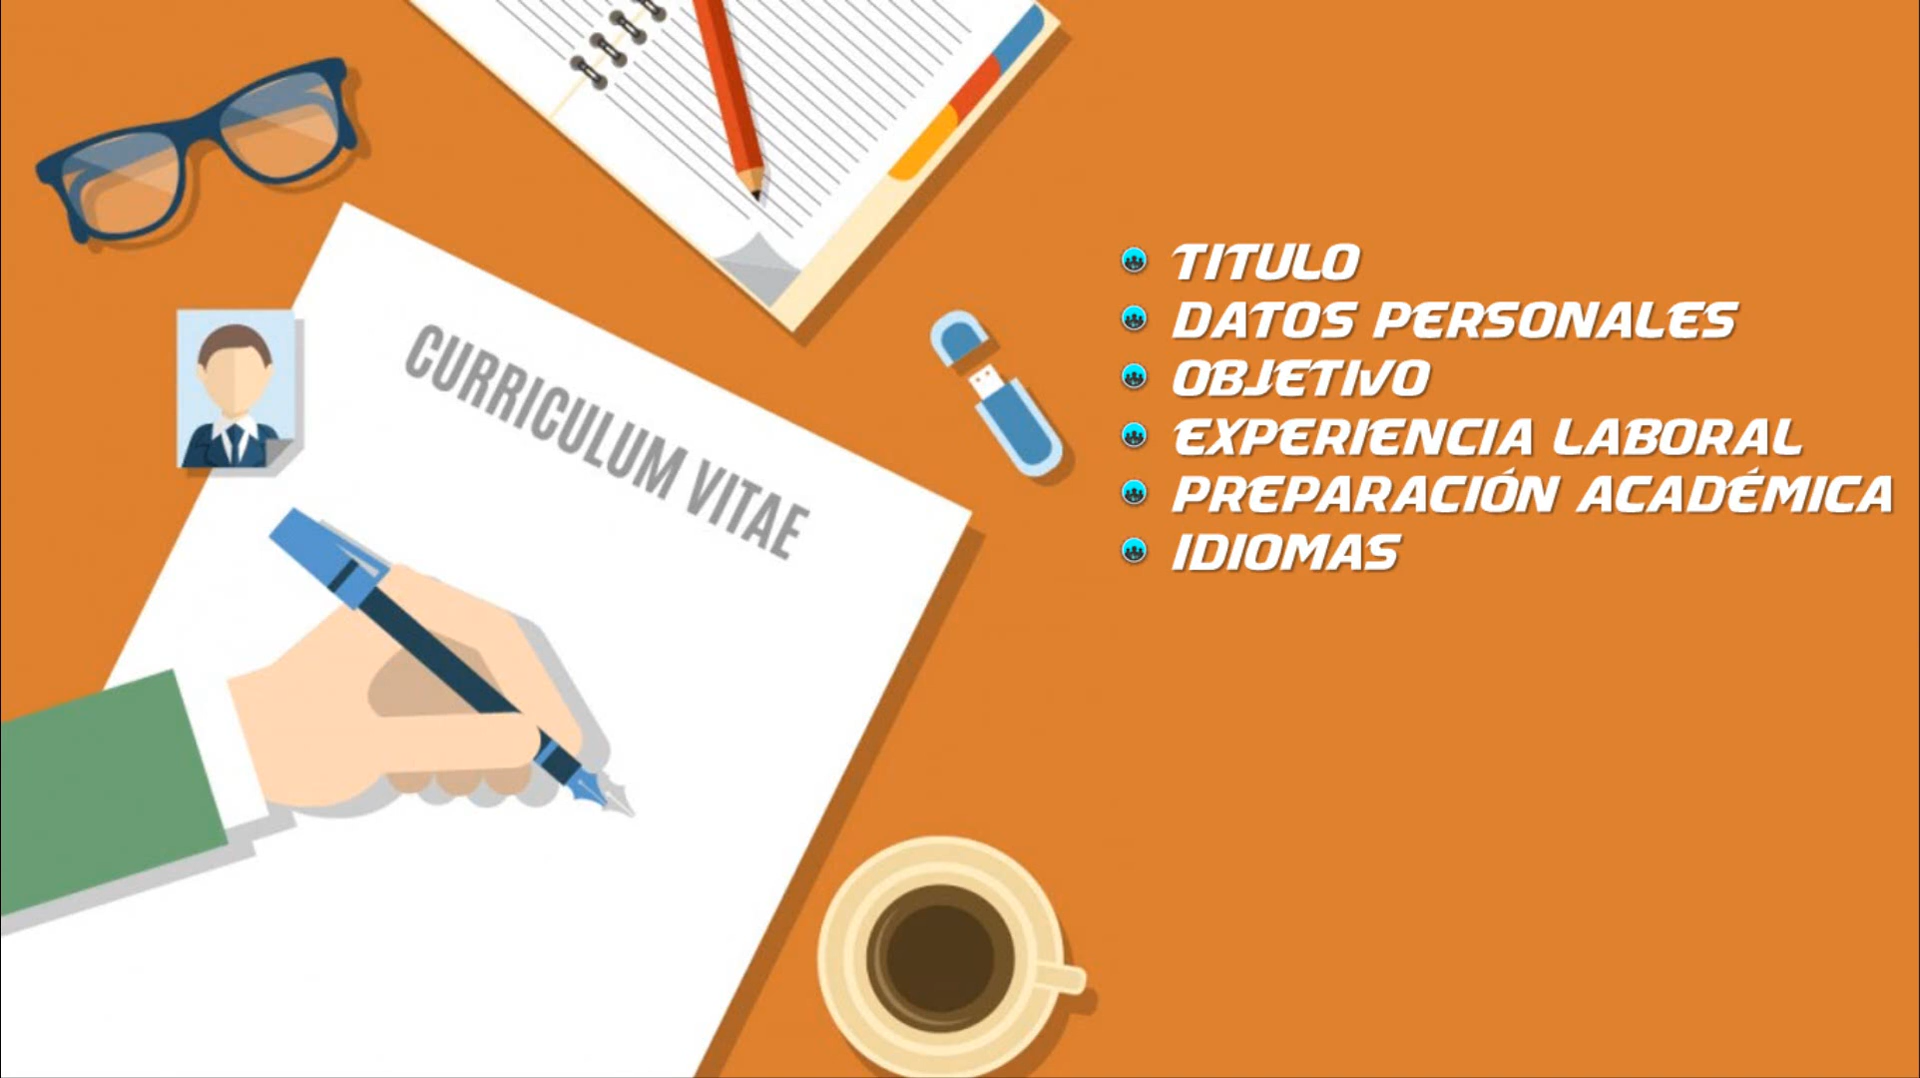 CURRICULUM VITAE
TITULO
DATOS PERSONALES
OBJETIVO
EXPERIENCIA LABORAL
PREPARACIÓN ACADÉMICA
IDIOMAS